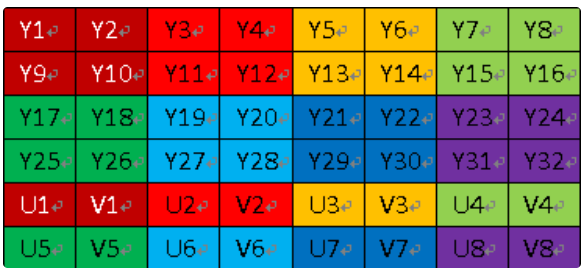 Y1 Y2 Y3 Y4 Y5 Y6 Y7 Y8
Y9 Y10 Y11 Y12 Y13 Y14 Y15 Y16
Y17 Y18 Y19 Y20 Y21 Y22 Y23 Y24
Y25 Y26 Y27 Y28 Y29 Y30 Y31 Y32
U1 V1 U2 V2 U3 V3 U4 V4
U5 V5 U6 V6 U7 V7 U8 V8